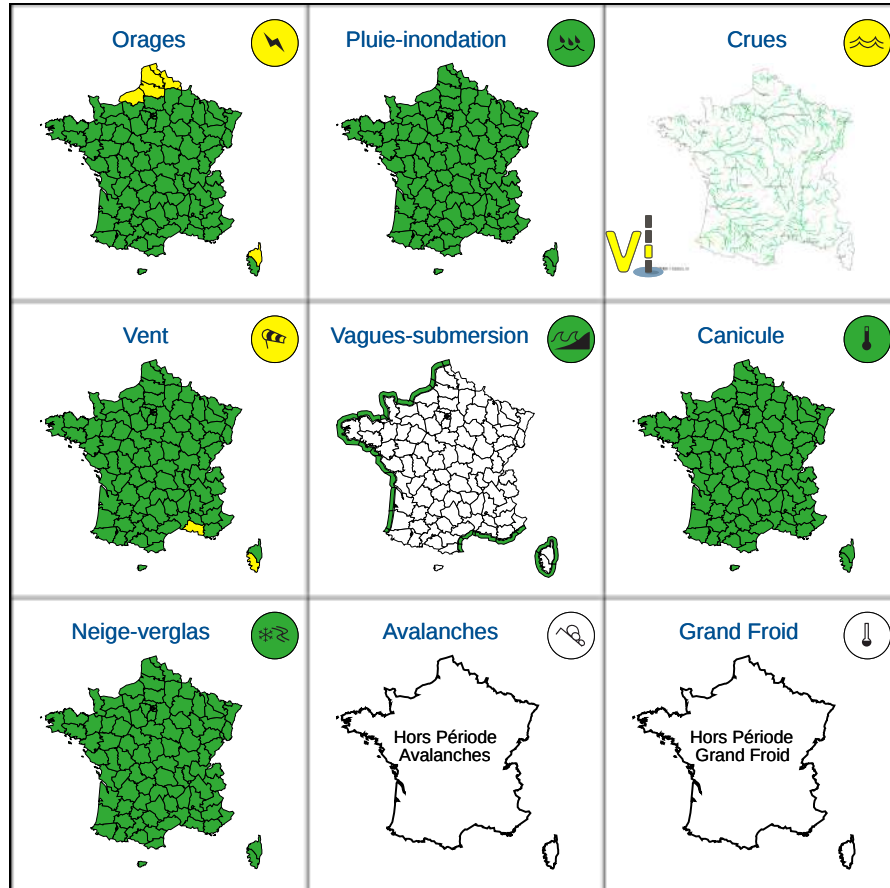 Orages
Pluie-inondation
Crues
V
Vent
Vagues-submersion
Canicule
Neige-verglas
Avalanches
Grand Froid
Hors Période
Avalanches
Hors Période
Grand Froid